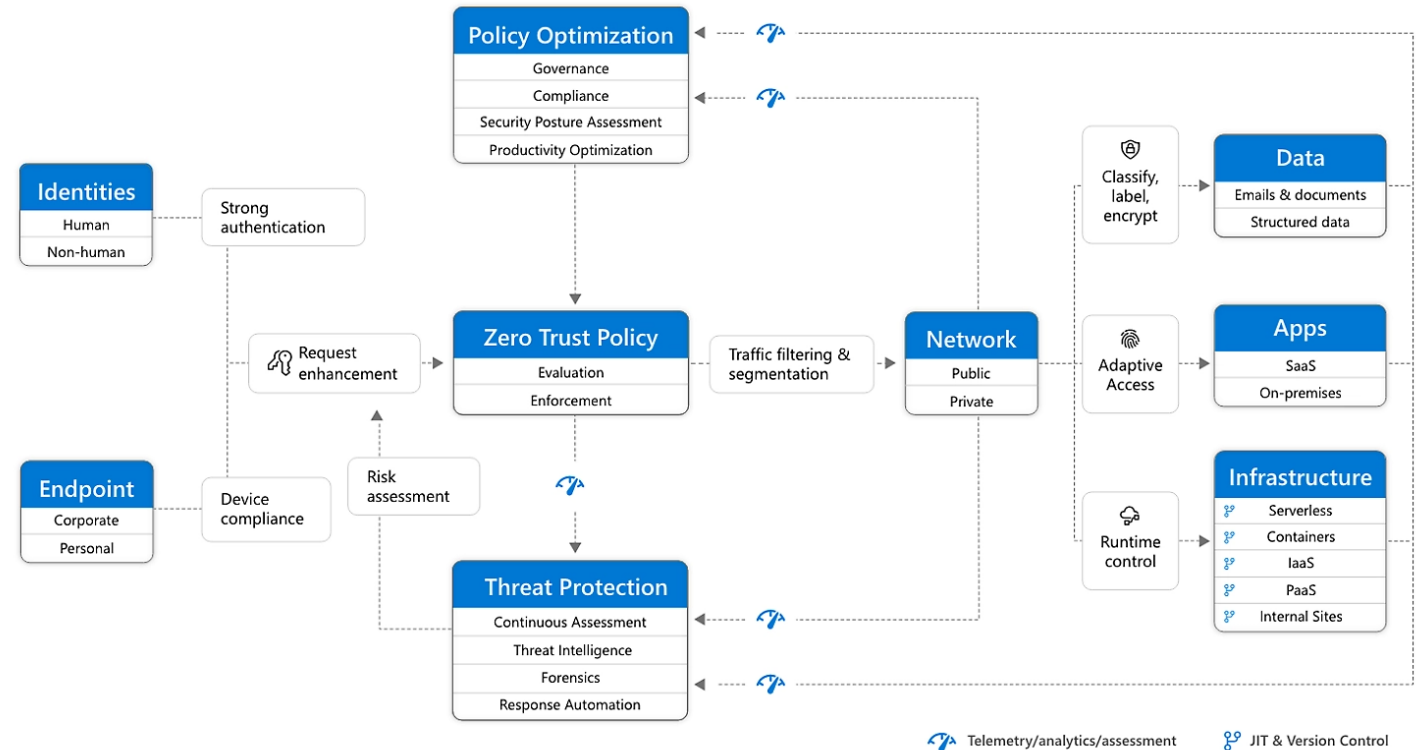 Policy Optimization
Governance
Compliance
Security Posture Assessment
Productivity Optimization
Identities
Human
Non-human
Strong
authentication
Request
enhancement
Endpoint
Corporate
Personal
Device
compliance
Risk
assessment
Zero Trust Policy
Evaluation
Enforcement
Traffic filtering &
segmentation
Network
Public
Private
Threat Protection
Continuous Assessment
Threat Intelligence
Forensics
Response Automation
Classify,
label,
encrypt
Data
Emails & documents
Structured data
Adaptive
Access
Apps
SaaS
On-premises
Runtime
control
Infrastructure
Serverless
Containers
IaaS
PaaS
Internal Sites
Telemetry/analytics/assessment
JIT & Version Control